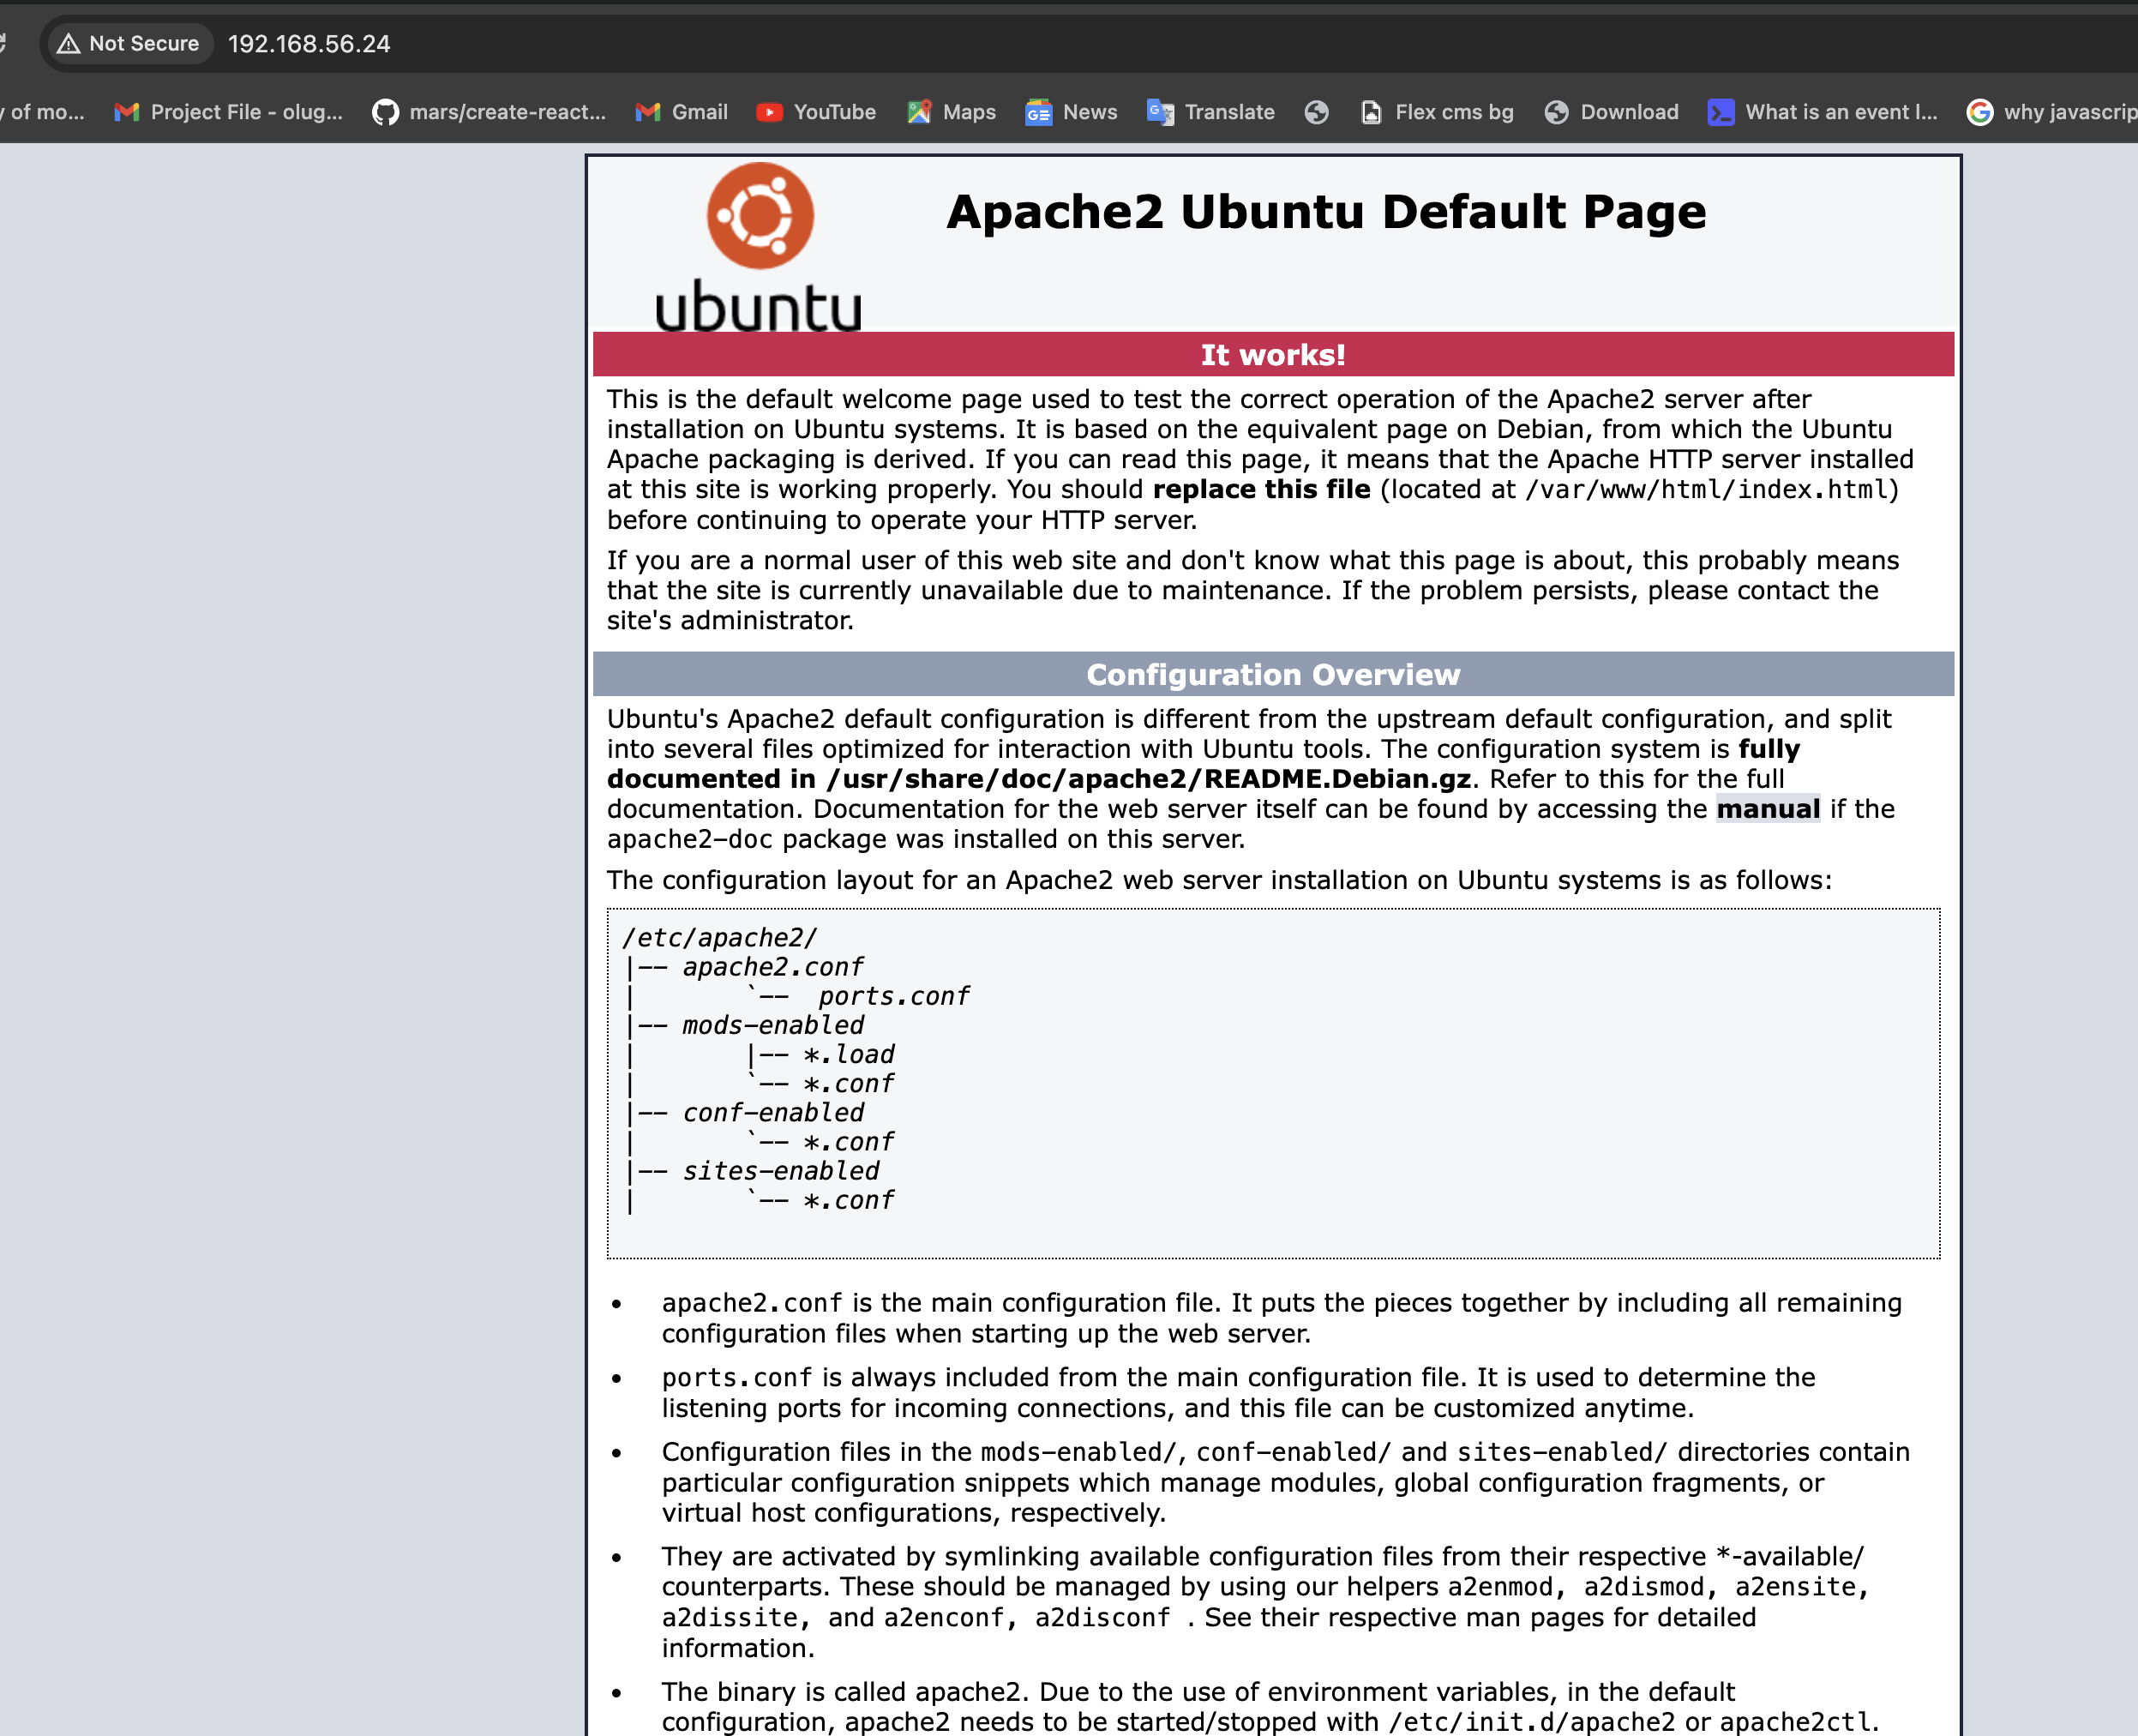 Not Secure 192.168.56.24
y of mo... Project File - olug... mars/create-react... Gmail YouTube Maps News Translate Flex cms bg Download What is an event l... why javascrip
ubuntu
Apache2 Ubuntu Default Page
It works!
This is the default welcome page used to test the correct operation of the Apache2 server after
installation on Ubuntu systems. It is based on the equivalent page on Debian, from which the Ubuntu
Apache packaging is derived. If you can read this page, it means that the Apache HTTP server installed
at this site is working properly. You should replace this file (located at /var/www/html/index.html)
before continuing to operate your HTTP server.
If you are a normal user of this web site and don't know what this page is about, this probably means
that the site is currently unavailable due to maintenance. If the problem persists, please contact the
site's administrator.
Configuration Overview
Ubuntu's Apache2 default configuration is different from the upstream default configuration, and split
into several files optimized for interaction with Ubuntu tools. The configuration system is fully
documented in /usr/share/doc/apache2/README.Debian.gz. Refer to this for the full
documentation. Documentation for the web server itself can be found by accessing the manual if the
apache2-doc package was installed on this server.
The configuration layout for an Apache2 web server installation on Ubuntu systems is as follows:
/etc/apache2/
|-- apache2.conf
|       `--  ports.conf
|-- mods-enabled
|       |-- *.load
|       `-- *.conf
|-- conf-enabled
|       `-- *.conf
|-- sites-enabled
|       `-- *.conf
• apache2.conf is the main configuration file. It puts the pieces together by including all remaining
configuration files when starting up the web server.
• ports.conf is always included from the main configuration file. It is used to determine the
listening ports for incoming connections, and this file can be customized anytime.
• Configuration files in the mods-enabled/, conf-enabled/ and sites-enabled/ directories contain
particular configuration snippets which manage modules, global configuration fragments, or
virtual host configurations, respectively.
• They are activated by symlinking available configuration files from their respective *-available/
counterparts. These should be managed by using our helpers a2enmod, a2dismod, a2ensite,
a2dissite, and a2enconf, a2disconf . See their respective man pages for detailed
information.
• The binary is called apache2. Due to the use of environment variables, in the default
configuration, apache2 needs to be started/stopped with /etc/init.d/apache2 or apache2ctl.